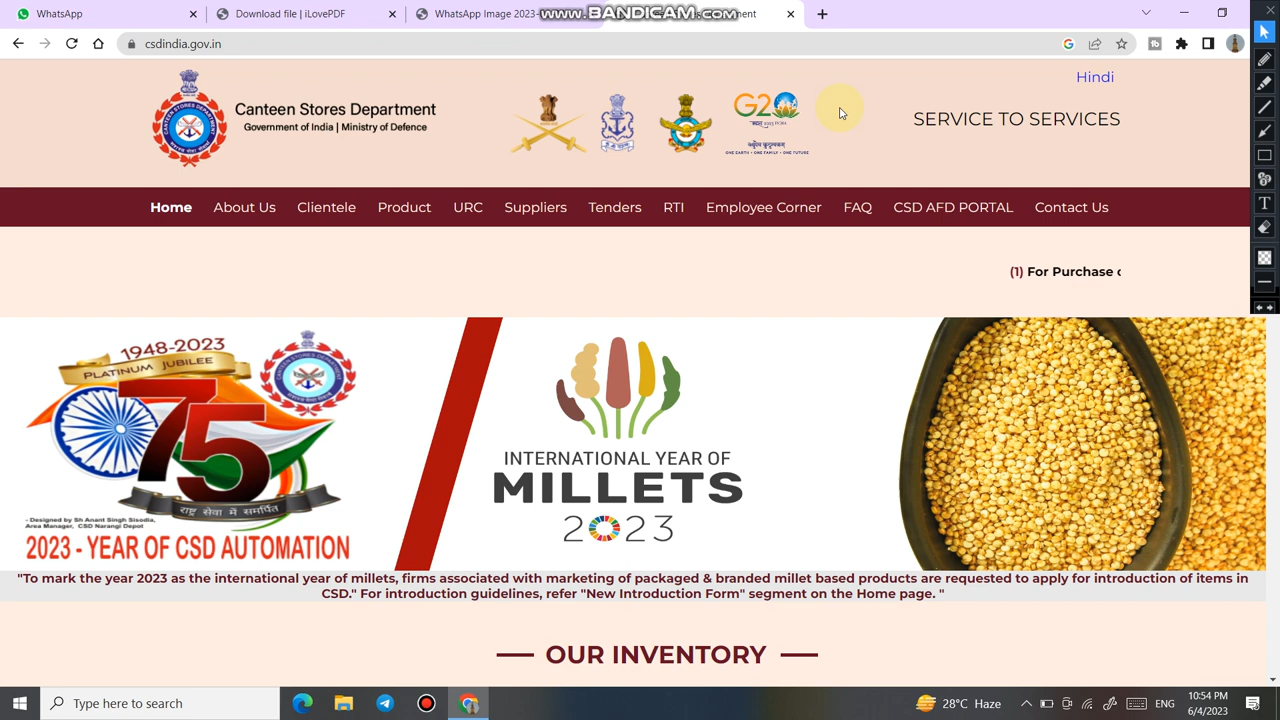 WhatsApp
Download file | iLovePDF
WhatsApp Image 2023-
www.BANDICAM.com
csdindia.gov.in
Hindi
Canteen Stores Department
Government of India | Ministry of Defence
G20
ONE EARTH • ONE FAMILY • ONE FUTURE
SERVICE TO SERVICES
Home About Us Clientele Product URC Suppliers Tenders RTI Employee Corner FAQ CSD AFD PORTAL Contact Us
(1) For Purchase
1948-2023
PLATINUM JUBILEE
75
राष्ट्र सेवा में समर्पित
- Designed by Sh Anant Singh Sisodia,
Area Manager, CSD Narangi Depot
2023 - YEAR OF CSD AUTOMATION
INTERNATIONAL YEAR OF
MILLETS
2023
"To mark the year 2023 as the international year of millets, firms associated with marketing of packaged & branded millet based products are requested to apply for introduction of items in
CSD." For introduction guidelines, refer "New Introduction Form" segment on the Home page. "
OUR INVENTORY
Type here to search
28°C Haze
ENG
10:54 PM
6/4/2023